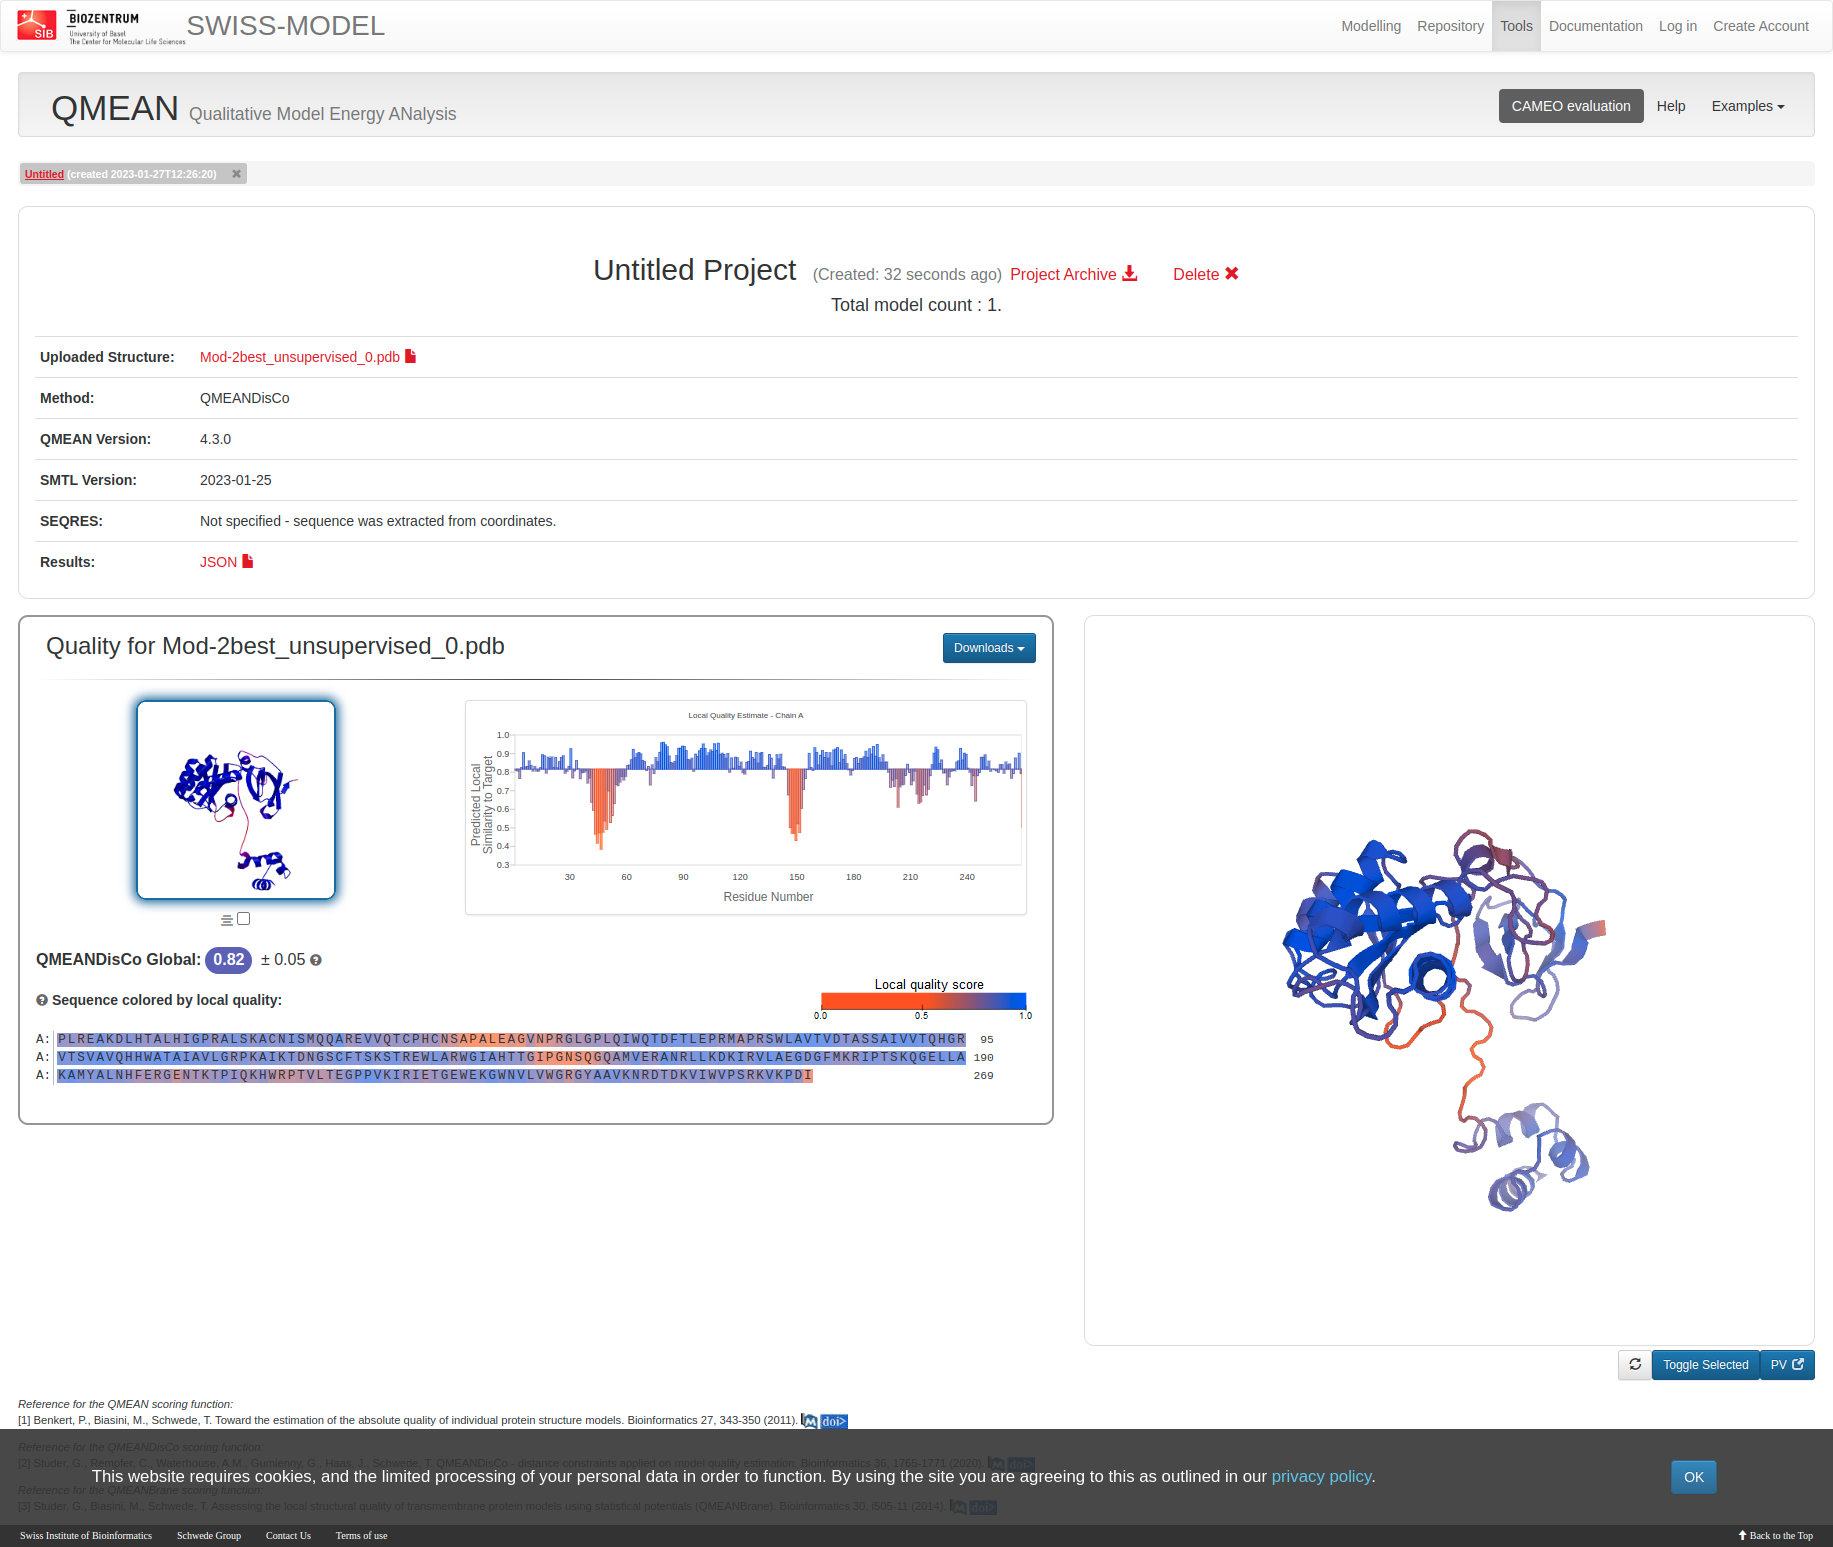 SIB
BIOZENTRUM
University of Basel
The Center for Molecular Life Sciences
SWISS-MODEL
Modelling Repository Tools Documentation Log in Create Account
QMEAN Qualitative Model Energy ANalysis
CAMEO evaluation Help Examples
Untitled (created 2023-01-27T12:26:20)
Untitled Project (Created: 32 seconds ago) Project Archive Delete
Total model count : 1.
Uploaded Structure: Mod-2best_unsupervised_0.pdb
Method: QMEANDisCo
QMEAN Version: 4.3.0
SMTL Version: 2023-01-25
SEQRES: Not specified - sequence was extracted from coordinates.
Results: JSON
Quality for Mod-2best_unsupervised_0.pdb
Downloads
Local Quality Estimate - Chain A
Predicted Local
Similarity to Target
1.0
0.9
0.8
0.7
0.6
0.5
0.4
0.3
30 60 90 120 150 180 210 240
Residue Number
QMEANDisCo Global: 0.82 ± 0.05
Sequence colored by local quality:
Local quality score
0.0 0.5 1.0
A: PLREAKDLHTALHIGPRALSKACNISMQQAREVVQTCPHCNSAPALEAGVNPRGLGPLQIWQTDFTLEPRMAPRSWLAVTVDTASSAIVVTQHGR 95
A: VTSVAVQHHWATAIAVLGRPKAIKTDNGSCFTSKSTREWLARWGIAHTTGIPGNSQGQAMVERANRLLKDKIRVLAEGDGFMKRIPTSKQGELLA 190
A: KAMYALNHFERGENTKTPIQKHWRPTVLTEGPPVKIRIETGEWEKGWNVLVWGRGYAAVKNRDTDKVIWVPSRKVKPDI 269
Toggle Selected PV
Reference for the QMEAN scoring function:
[1] Benkert, P., Biasini, M., Schwede, T. Toward the estimation of the absolute quality of individual protein structure models. Bioinformatics 27, 343-350 (2011). doi>
Reference for the QMEANDisCo scoring function:
[2] Studer, G., Rempfer, C., Waterhouse, A.M., Gumienny, G., Haas, J., Schwede, T. QMEANDisCo - distance constraints applied on model quality estimation. Bioinformatics 36, 1765-1771 (2020). doi>
This website requires cookies, and the limited processing of your personal data in order to function. By using the site you are agreeing to this as outlined in our privacy policy.
OK
Reference for the QMEANBrane scoring function:
[3] Studer, G., Biasini, M., Schwede, T. Assessing the local structural quality of transmembrane protein models using statistical potentials (QMEANBrane). Bioinformatics 30, i505-11 (2014). doi>
Swiss Institute of Bioinformatics Schwede Group Contact Us Terms of use Back to the Top